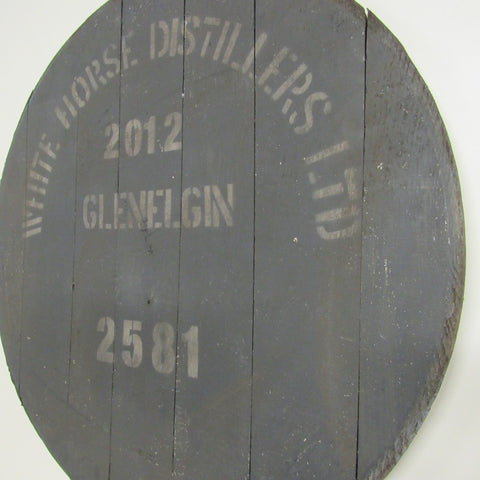 WHITE HORSE DISTILLERS LTD
2012
GLENELGIN
2581